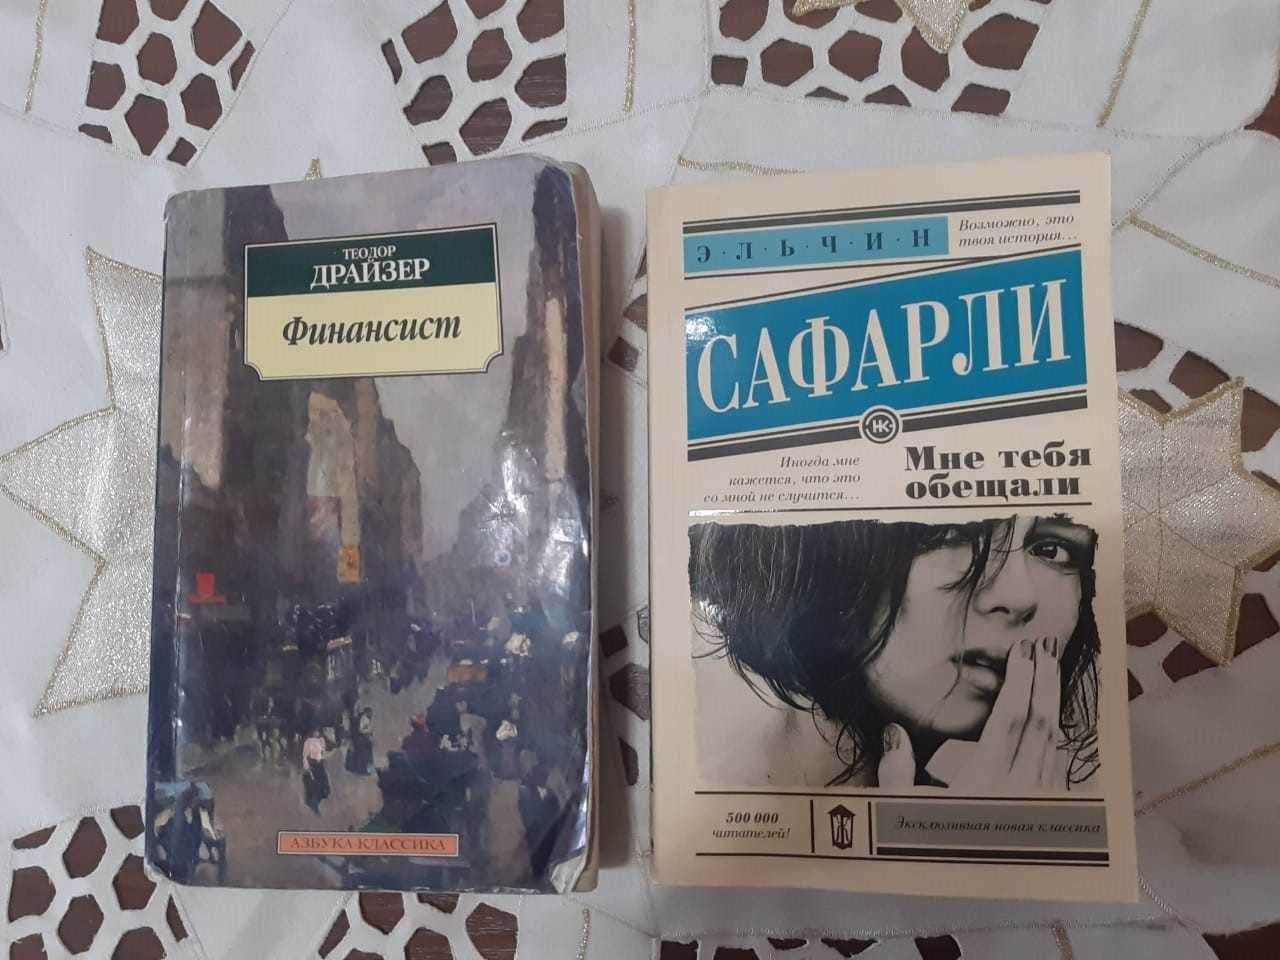 ТЕОДОР
ДРАЙЗЕР
Финансист
АЗБУКА-КЛАССИКА
Э·Л·Ь·Ч·И·Н
Возможно, это
твоя история...
САФАРЛИ
НК
Иногда мне
кажется, что это
со мной не случится...
Мне тебя
обещали
500 000
читателей!
Ж
Эксклюзивная новая классика